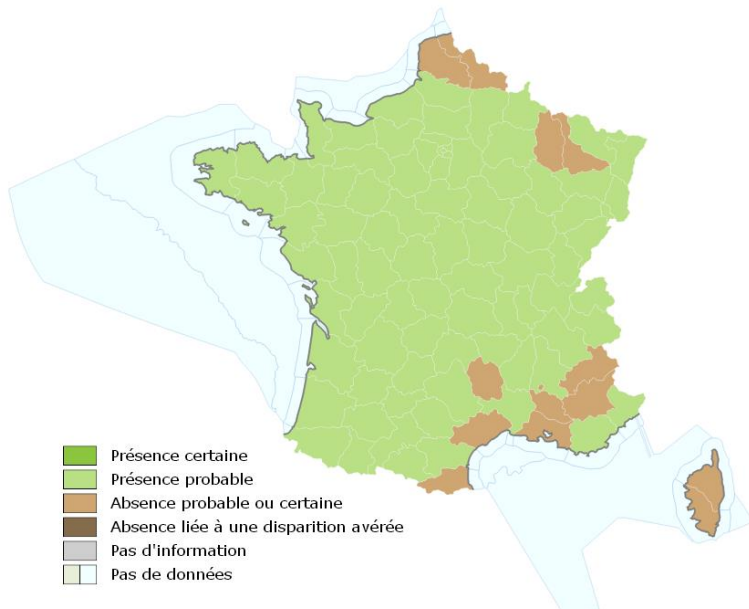 Présence certaine
Présence probable
Absence probable ou certaine
Absence liée à une disparition avérée
Pas d'information
Pas de données